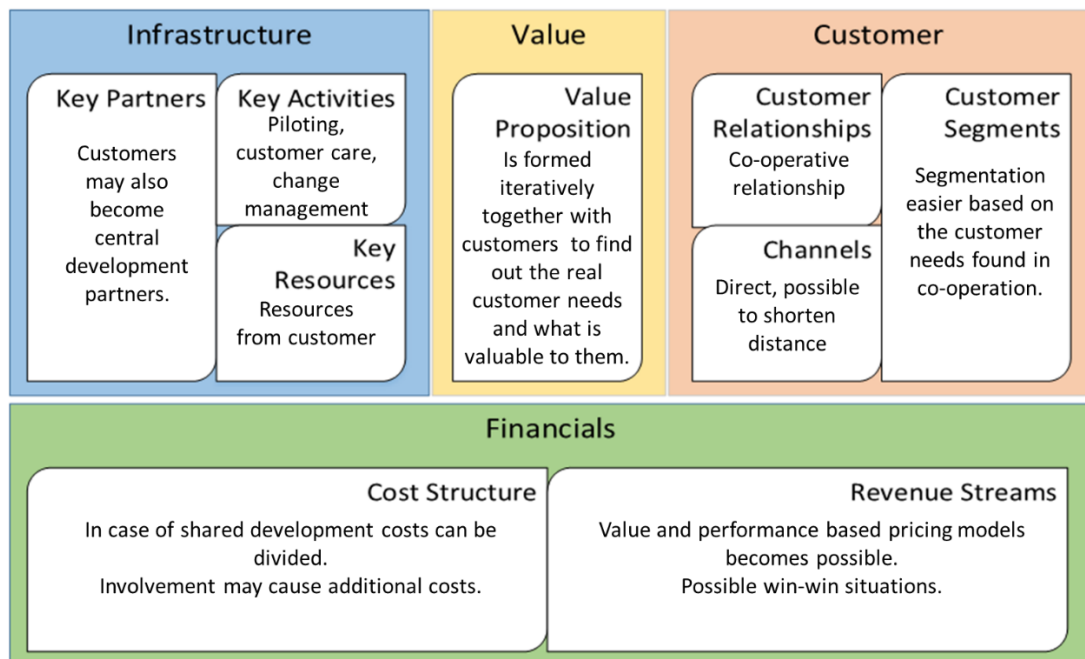 Infrastructure
Key Partners
Customers
may also
become
central
development
partners.
Key Activities
Piloting,
customer care,
change
management
Key
Resources
Resources
from customer
Value
Value
Proposition
Is formed
iteratively
together with
customers to find
out the real
customer needs
and what is
valuable to them.
Customer
Customer
Relationships
Co-operative
relationship
Channels
Direct, possible
to shorten
distance
Customer
Segments
Segmentation
easier based on
the customer
needs found in
co-operation.
Financials
Cost Structure
In case of shared development costs can be
divided.
Involvement may cause additional costs.
Revenue Streams
Value and performance based pricing models
becomes possible.
Possible win-win situations.